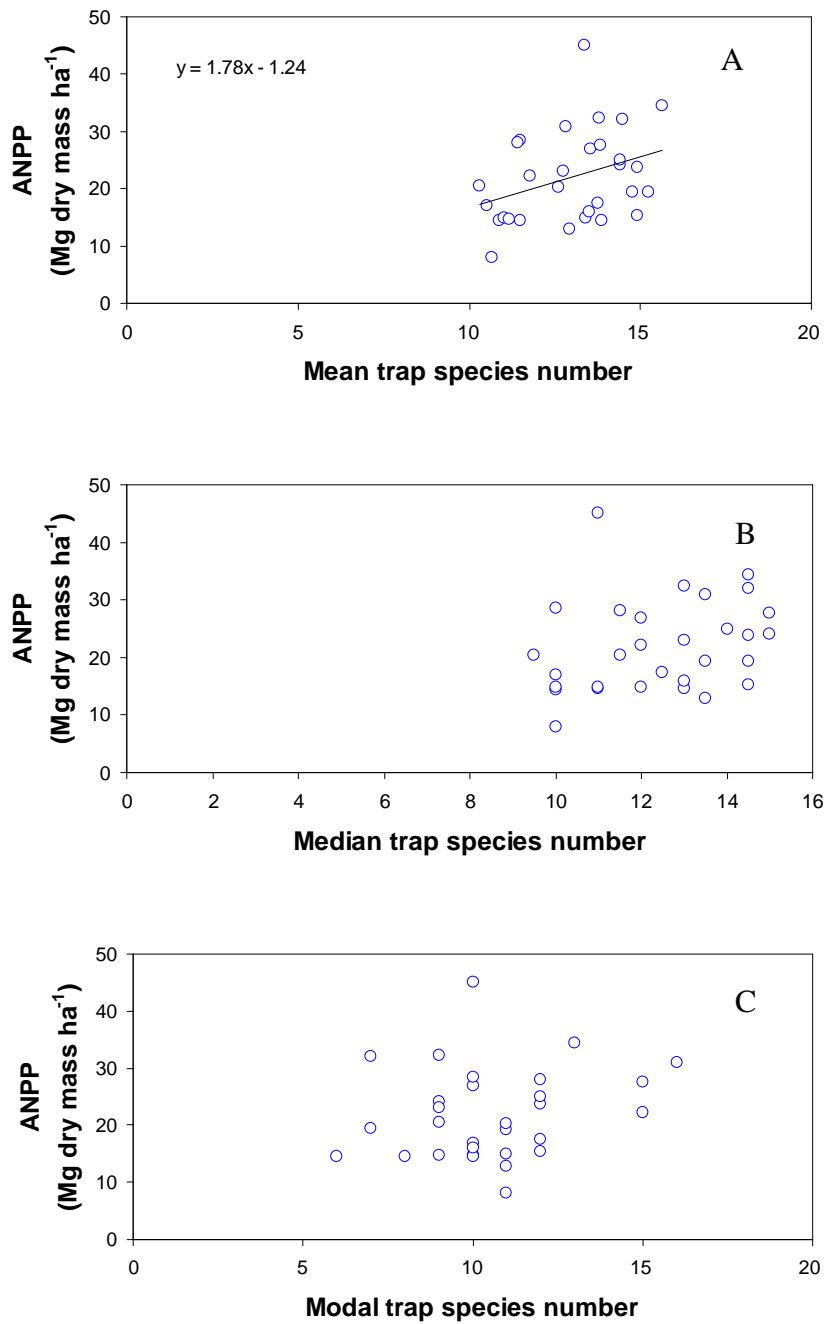 50
40
30
20
10
0
ANPP
(Mg dry mass ha⁻¹)
y = 1.78x - 1.24
A
0 5 10 15 20
Mean trap species number
50
40
30
20
10
0
ANPP
(Mg dry mass ha⁻¹)
B
0 2 4 6 8 10 12 14 16
Median trap species number
50
40
30
20
10
0
ANPP
(Mg dry mass ha⁻¹)
C
0 5 10 15 20
Modal trap species number